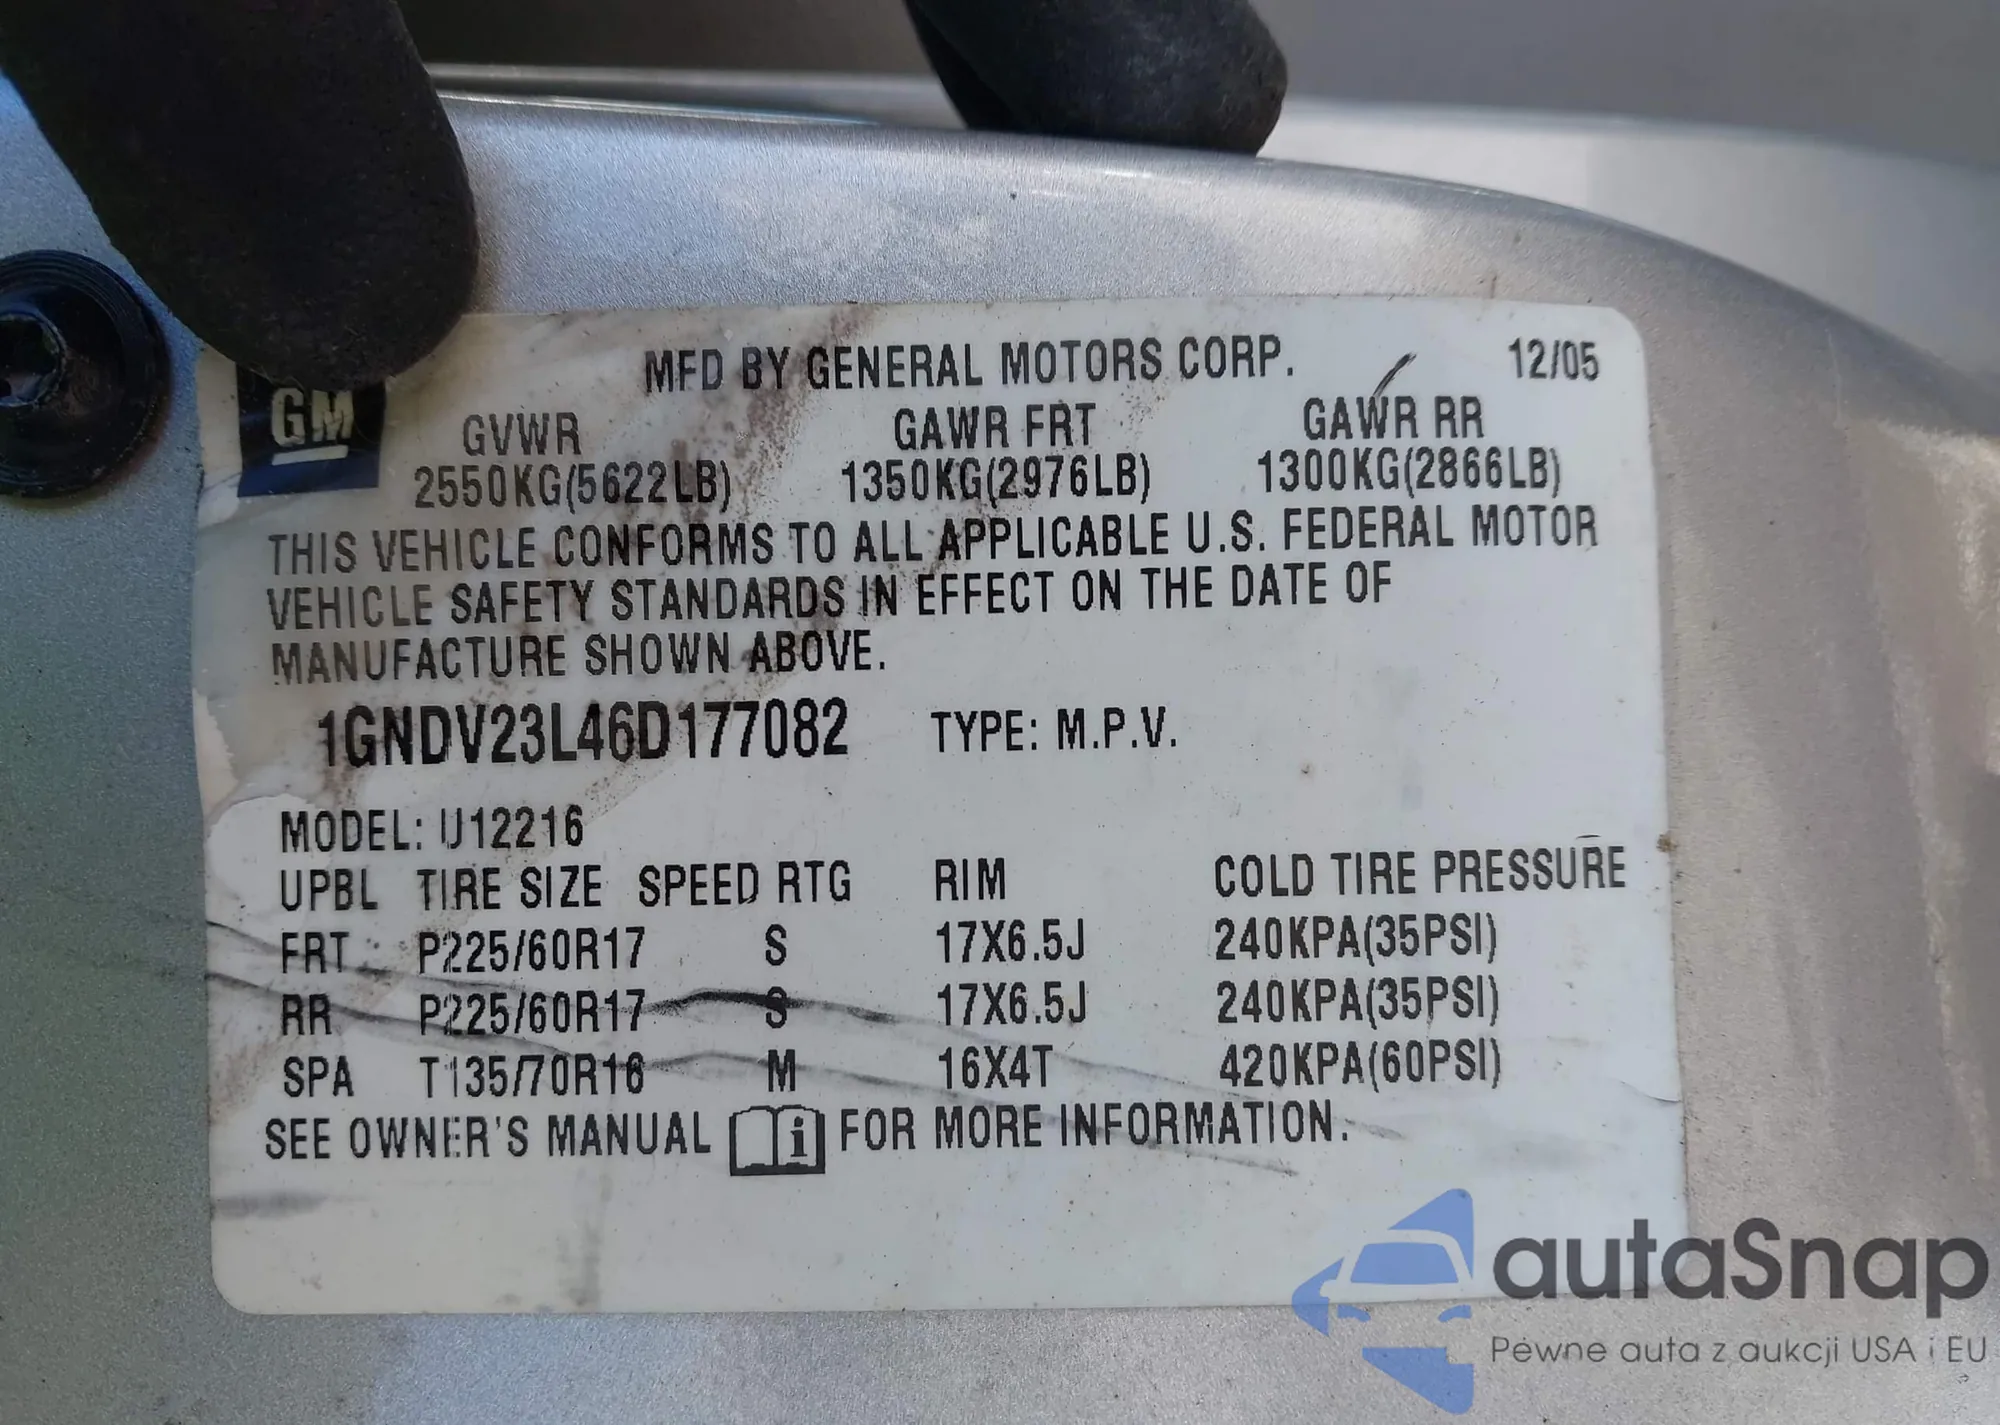 MFD BY GENERAL MOTORS CORP. 12/05
GM
GVWR GAWR FRT GAWR RR
2550KG(5622LB) 1350KG(2976LB) 1300KG(2866LB)
THIS VEHICLE CONFORMS TO ALL APPLICABLE U.S. FEDERAL MOTOR
VEHICLE SAFETY STANDARDS IN EFFECT ON THE DATE OF
MANUFACTURE SHOWN ABOVE.
1GNDV23L46D177082 TYPE: M.P.V.
MODEL: U12216
UPBL TIRE SIZE SPEED RTG RIM COLD TIRE PRESSURE
FRT P225/60R17 S 17X6.5J 240KPA(35PSI)
RR P225/60R17 S 17X6.5J 240KPA(35PSI)
SPA T135/70R16 M 16X4T 420KPA(60PSI)
SEE OWNER'S MANUAL i FOR MORE INFORMATION.
autaSnap
Pewne auta z aukcji USA i EU